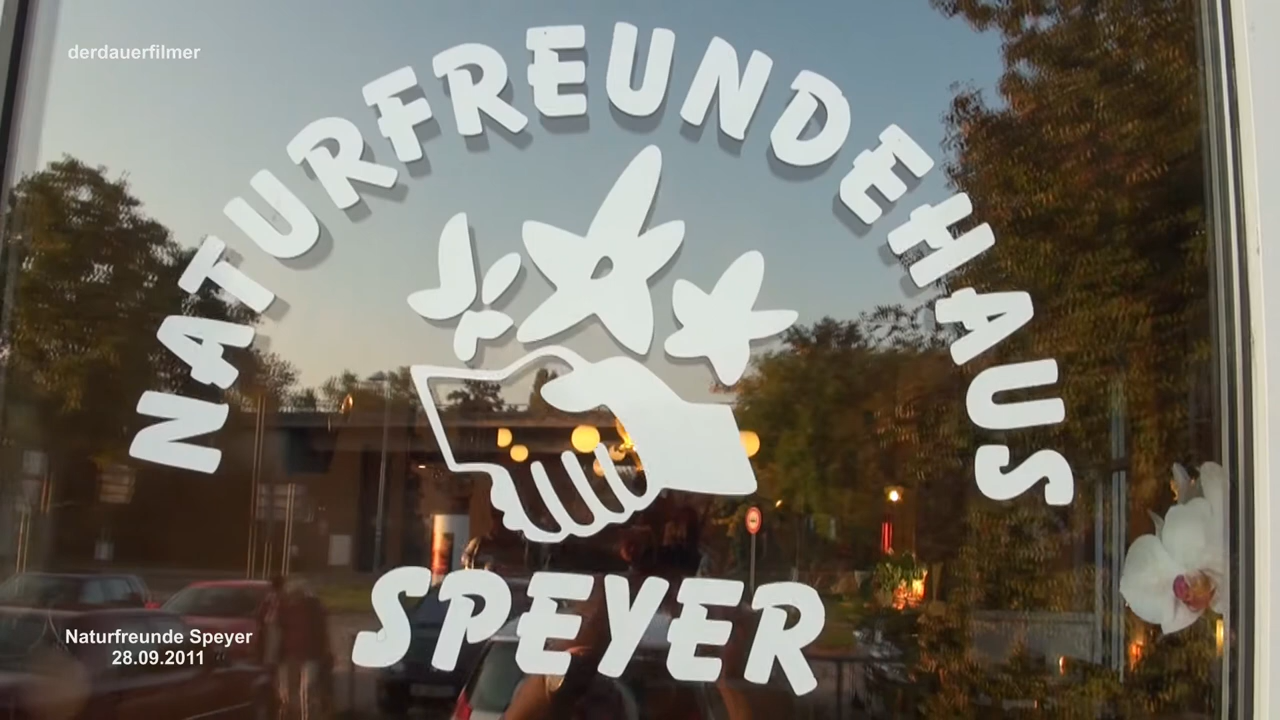 derdauerfilmer
NATURFREUNDEHAUS
SPEYER
Naturfreunde Speyer
28.09.2011